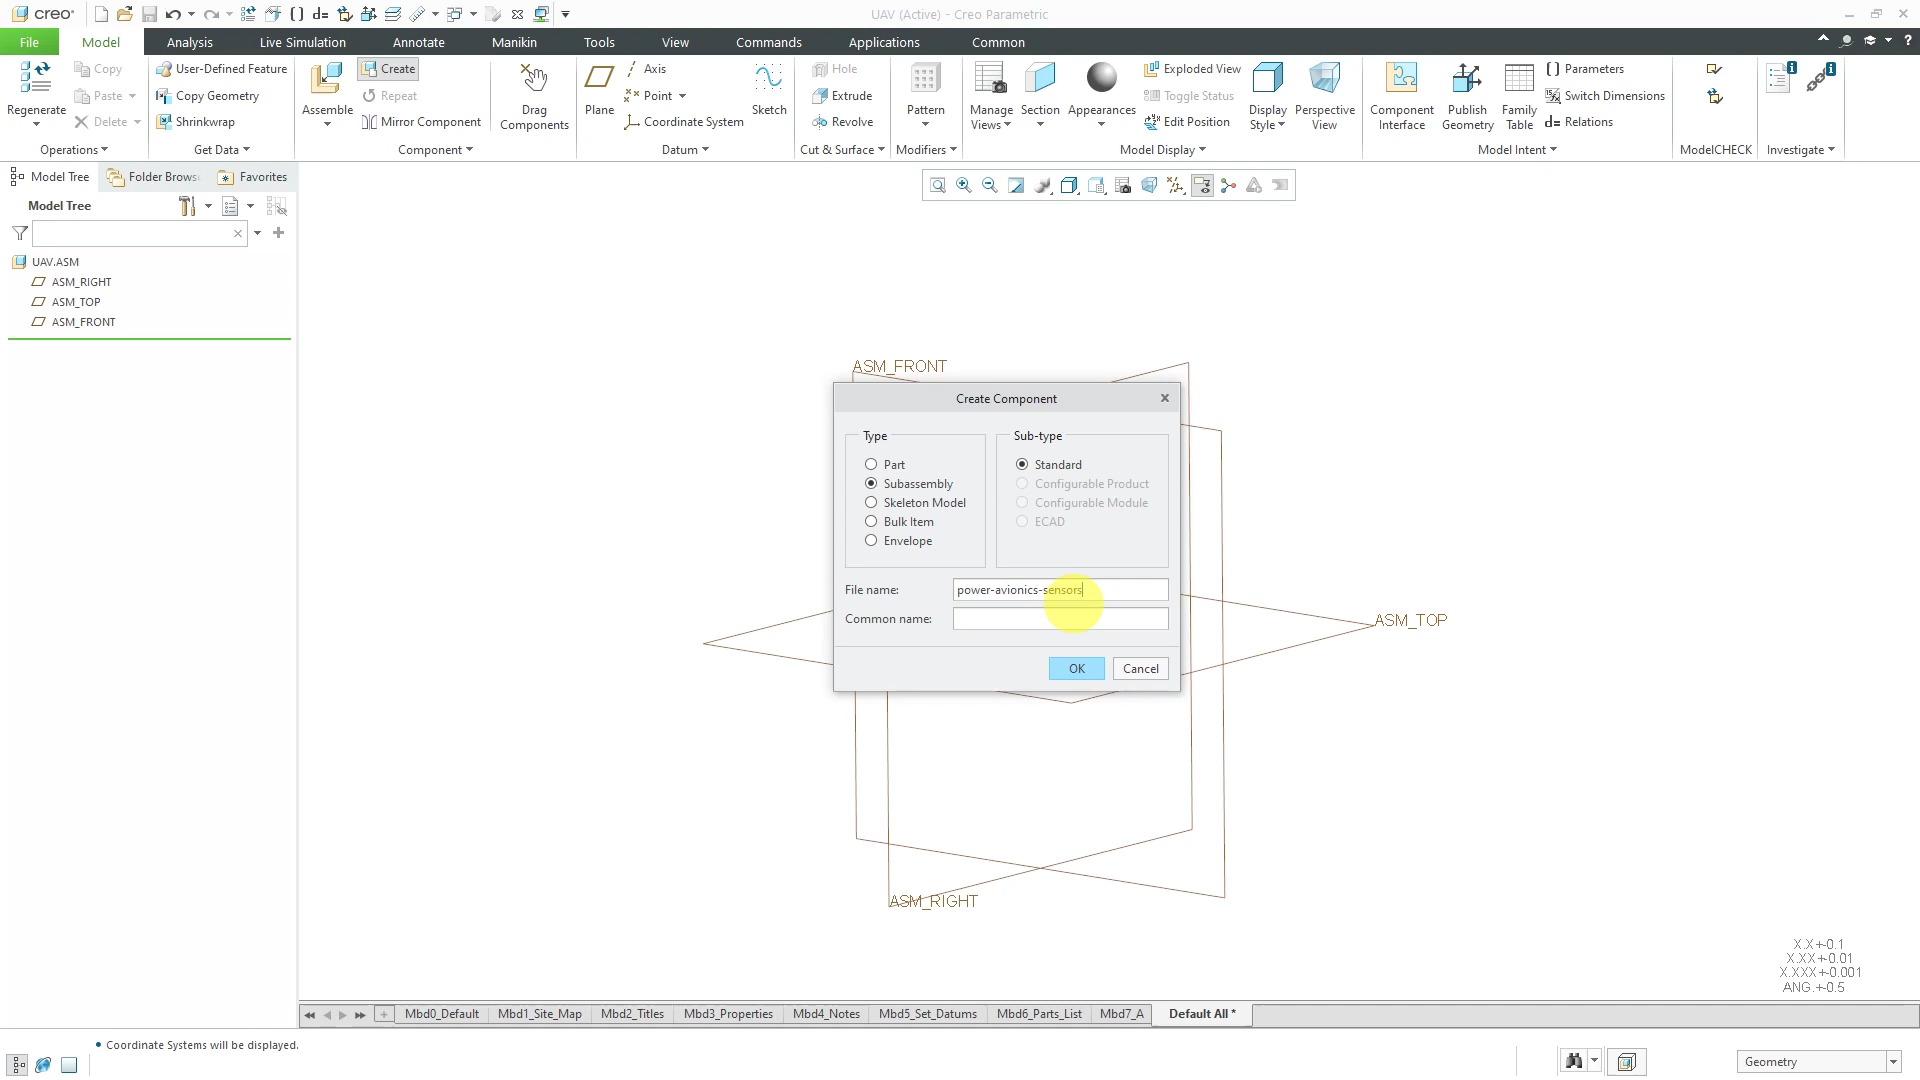 creo
UAV (Active) - Creo Parametric
File
Model
Analysis
Live Simulation
Annotate
Manikin
Tools
View
Commands
Applications
Common
Regenerate
Copy
Paste
Delete
Operations
User-Defined Feature
Copy Geometry
Shrinkwrap
Get Data
Assemble
Create
Repeat
Mirror Component
Component
Drag
Components
Plane
Axis
Point
Coordinate System
Sketch
Datum
Hole
Extrude
Revolve
Cut & Surface
Pattern
Modifiers
Manage
Views
Section
Appearances
Exploded View
Toggle Status
Edit Position
Display
Style
Perspective
View
Model Display
Component
Interface
Publish
Geometry
Family
Table
Parameters
Switch Dimensions
d= Relations
Model Intent
ModelCHECK
Investigate
Model Tree
Folder Brows
Favorites
Model Tree
UAV.ASM
ASM_RIGHT
ASM_TOP
ASM_FRONT
ASM_FRONT
Create Component
Type
Part
Subassembly
Skeleton Model
Bulk Item
Envelope
Sub-type
Standard
Configurable Product
Configurable Module
ECAD
File name:
power-avionics-sensors
Common name:
OK
Cancel
ASM_TOP
ASM_RIGHT
X.X+-0.1
X.XX+-0.01
X.XXX+-0.001
ANG.+-0.5
Mbd0_Default
Mbd1_Site_Map
Mbd2_Titles
Mbd3_Properties
Mbd4_Notes
Mbd5_Set_Datums
Mbd6_Parts_List
Mbd7_A
Default All *
• Coordinate Systems will be displayed.
Geometry